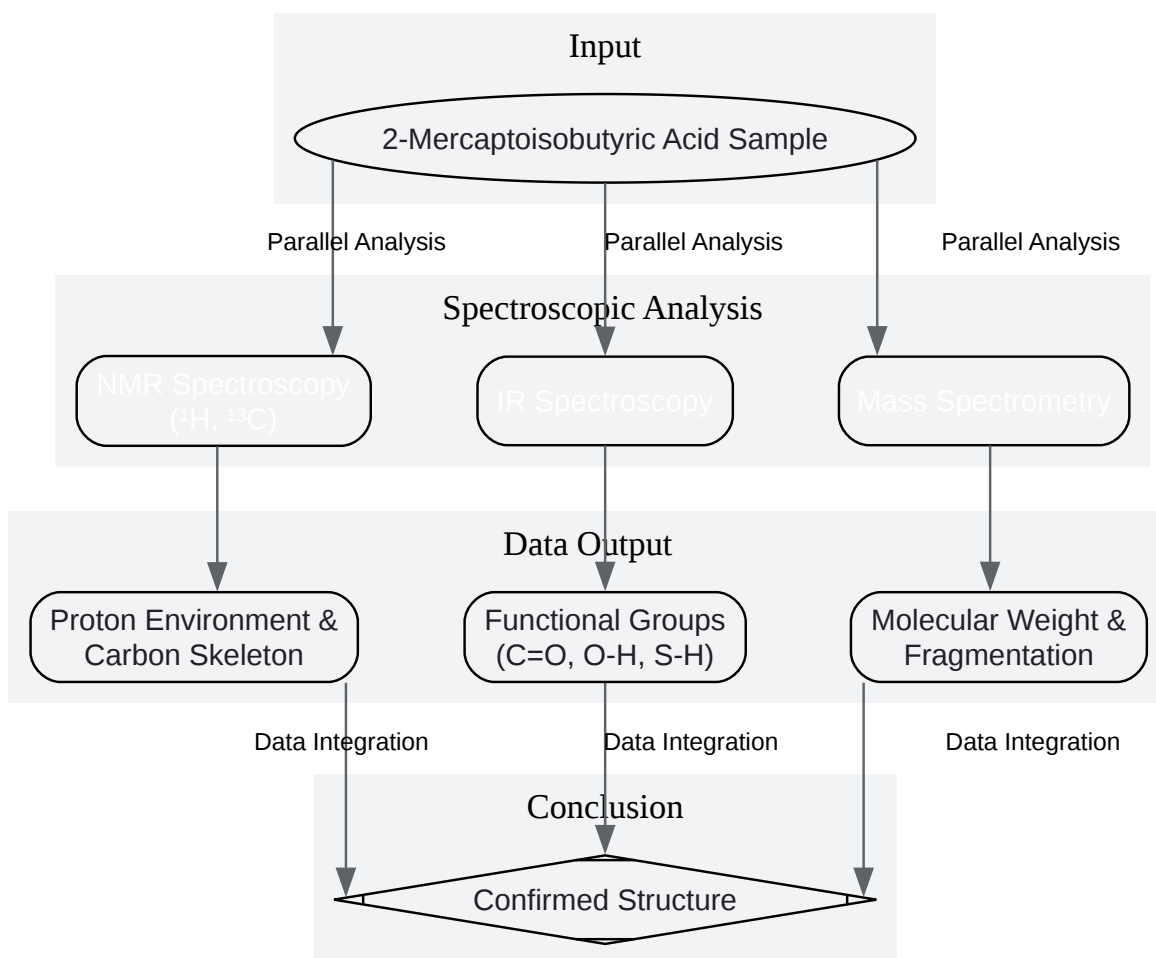 Input
2-Mercaptoisobutyric Acid Sample
Parallel Analysis Parallel Analysis Parallel Analysis
Spectroscopic Analysis
NMR Spectroscopy
(¹H, ¹³C)
IR Spectroscopy
Mass Spectrometry
Data Output
Proton Environment &
Carbon Skeleton
Functional Groups
(C=O, O-H, S-H)
Molecular Weight &
Fragmentation
Data Integration Data Integration Data Integration
Conclusion
Confirmed Structure